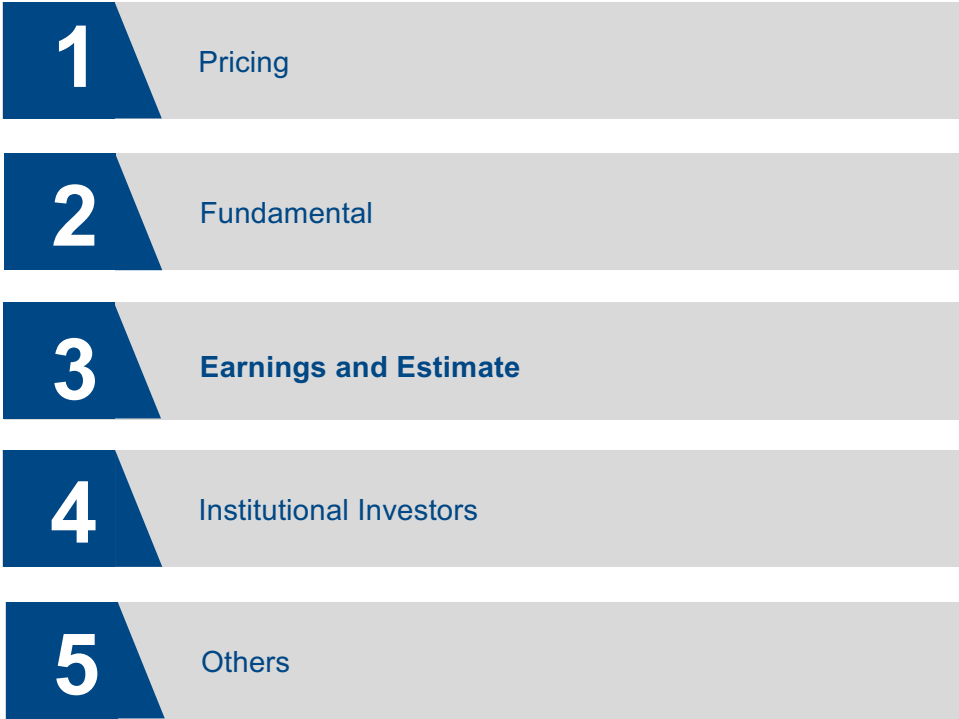 1
Pricing
2
Fundamental
3
Earnings and Estimate
4
Institutional Investors
5
Others